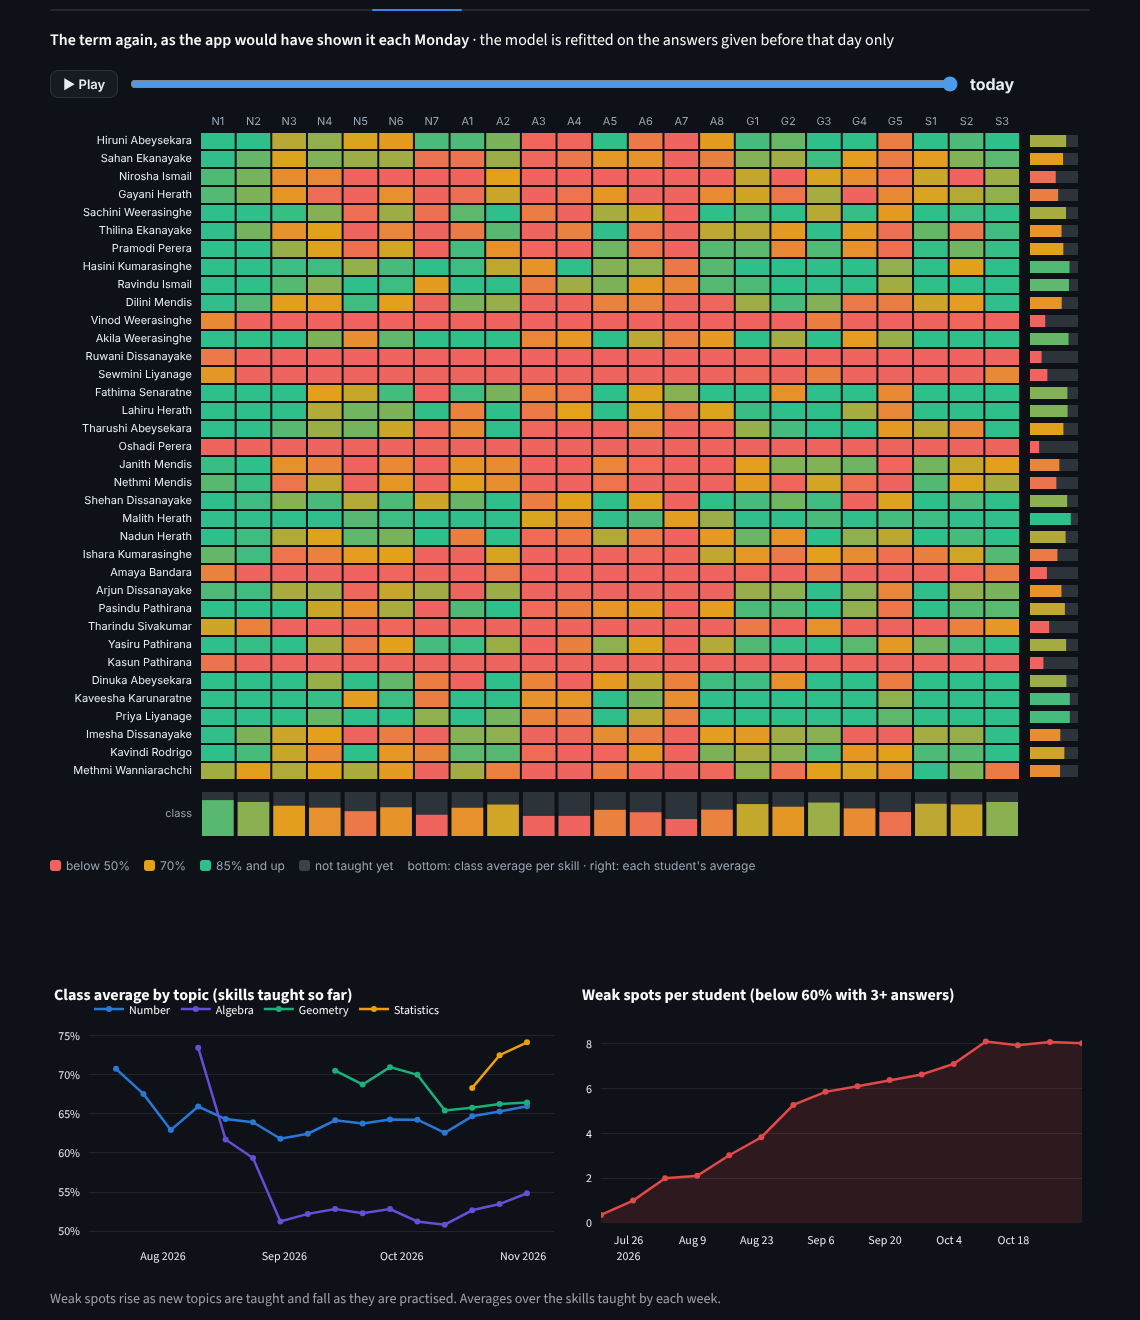 The term again, as the app would have shown it each Monday · the model is refitted on the answers given before that day only
▶ Play today
N1 N2 N3 N4 N5 N6 N7 A1 A2 A3 A4 A5 A6 A7 A8 G1 G2 G3 G4 G5 S1 S2 S3
Hiruni Abeysekara
Sahan Ekanayake
Nirosha Ismail
Gayani Herath
Sachini Weerasinghe
Thilina Ekanayake
Pramodi Perera
Hasini Kumarasinghe
Ravindu Ismail
Dilini Mendis
Vinod Weerasinghe
Akila Weerasinghe
Ruwani Dissanayake
Sewmini Liyanage
Fathima Senaratne
Lahiru Herath
Tharushi Abeysekara
Oshadi Perera
Janith Mendis
Nethmi Mendis
Shehan Dissanayake
Malith Herath
Nadun Herath
Ishara Kumarasinghe
Amaya Bandara
Arjun Dissanayake
Pasindu Pathirana
Tharindu Sivakumar
Yasiru Pathirana
Kasun Pathirana
Dinuka Abeysekara
Kaveesha Karunaratne
Priya Liyanage
Imesha Dissanayake
Kavindi Rodrigo
Methmi Wanniarachchi
class
below 50% 70% 85% and up not taught yet bottom: class average per skill · right: each student's average
Class average by topic (skills taught so far)
Number Algebra Geometry Statistics
75%
70%
65%
60%
55%
50%
Aug 2026 Sep 2026 Oct 2026 Nov 2026
Weak spots per student (below 60% with 3+ answers)
8
6
4
2
0
Jul 26 Aug 9 Aug 23 Sep 6 Sep 20 Oct 4 Oct 18
2026
Weak spots rise as new topics are taught and fall as they are practised. Averages over the skills taught by each week.